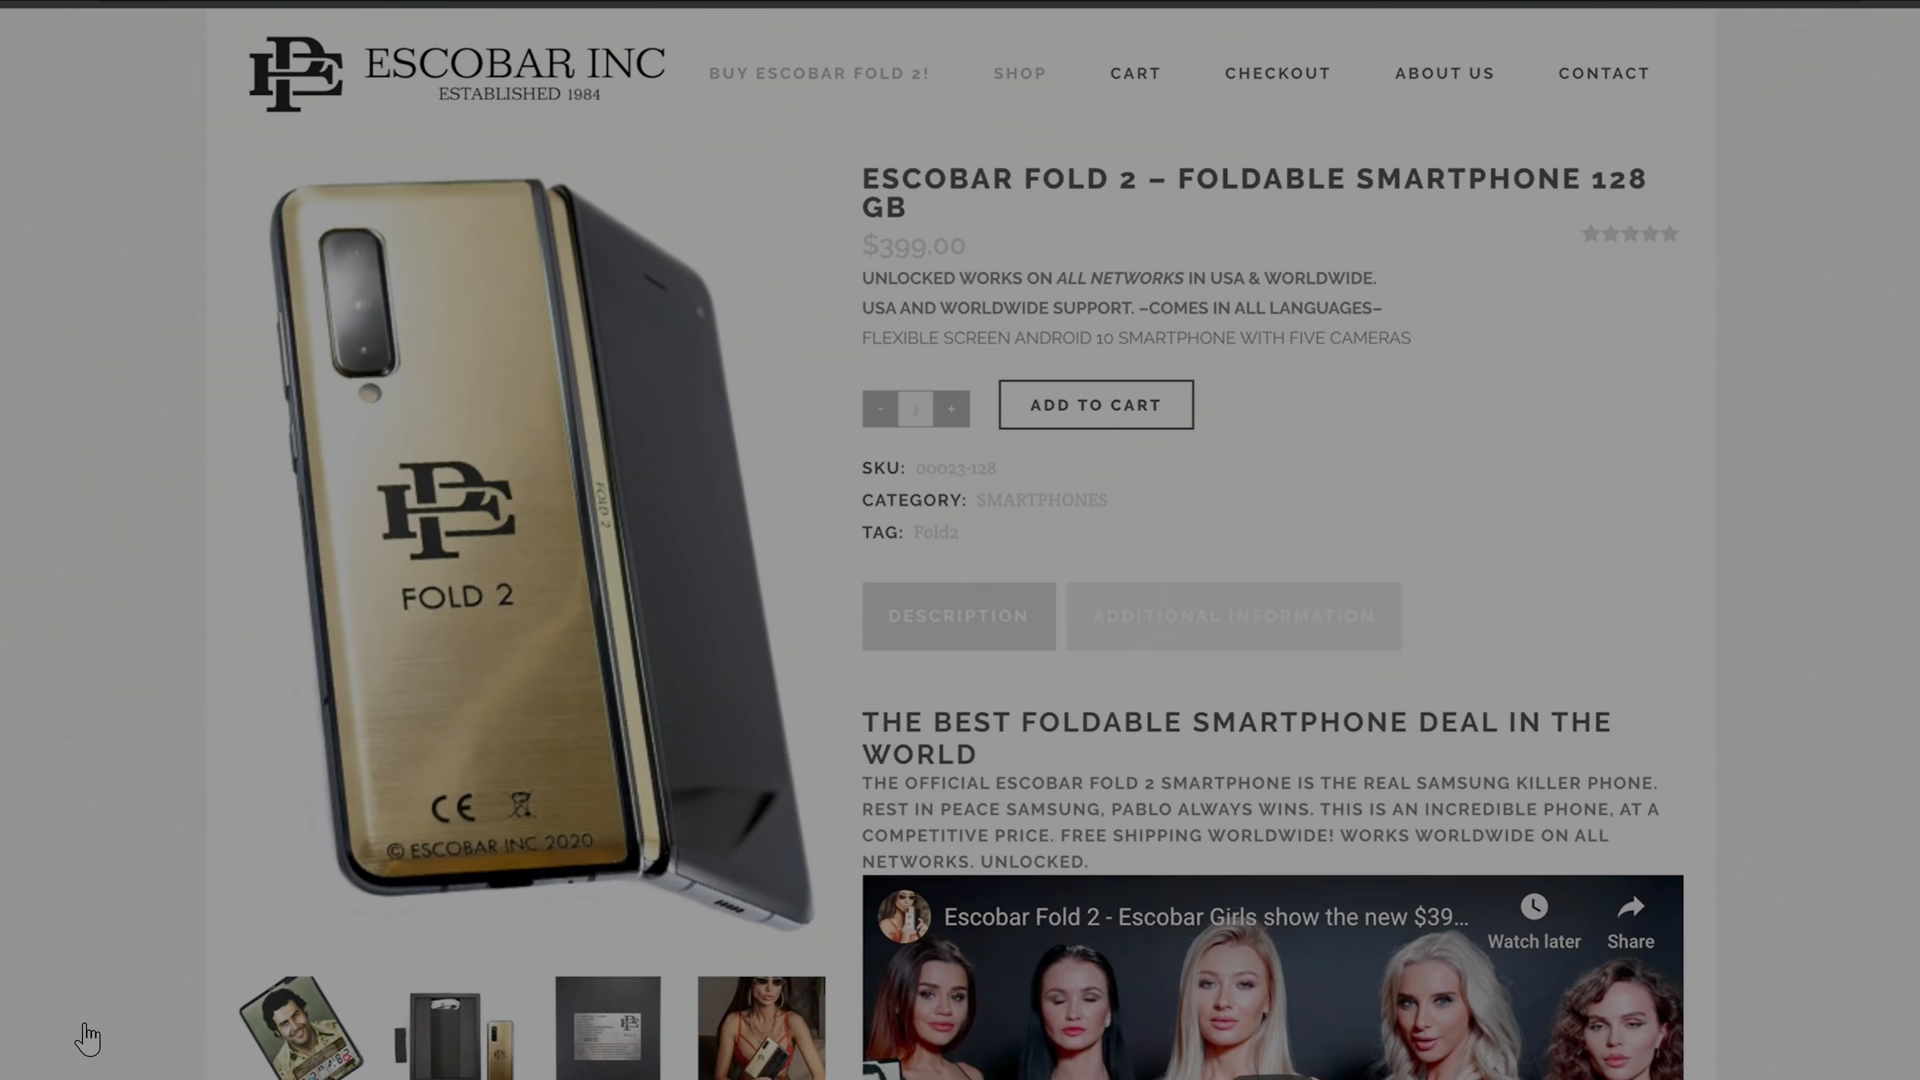 PE ESCOBAR INC
ESTABLISHED 1984
BUY ESCOBAR FOLD 2!
SHOP
CART
CHECKOUT
ABOUT US
CONTACT
ESCOBAR FOLD 2 – FOLDABLE SMARTPHONE 128
GB
$399.00
UNLOCKED WORKS ON ALL NETWORKS IN USA & WORLDWIDE.
USA AND WORLDWIDE SUPPORT. –COMES IN ALL LANGUAGES–
FLEXIBLE SCREEN ANDROID 10 SMARTPHONE WITH FIVE CAMERAS
- 1 +
ADD TO CART
SKU: 00023-128
CATEGORY: SMARTPHONES
TAG: Fold2
DESCRIPTION
ADDITIONAL INFORMATION
THE BEST FOLDABLE SMARTPHONE DEAL IN THE
WORLD
THE OFFICIAL ESCOBAR FOLD 2 SMARTPHONE IS THE REAL SAMSUNG KILLER PHONE.
REST IN PEACE SAMSUNG, PABLO ALWAYS WINS. THIS IS AN INCREDIBLE PHONE, AT A
COMPETITIVE PRICE. FREE SHIPPING WORLDWIDE! WORKS WORLDWIDE ON ALL
NETWORKS. UNLOCKED.
Escobar Fold 2 - Escobar Girls show the new $39...
Watch later
Share
PE
FOLD 2
FOLD 2
CE
© ESCOBAR INC 2020